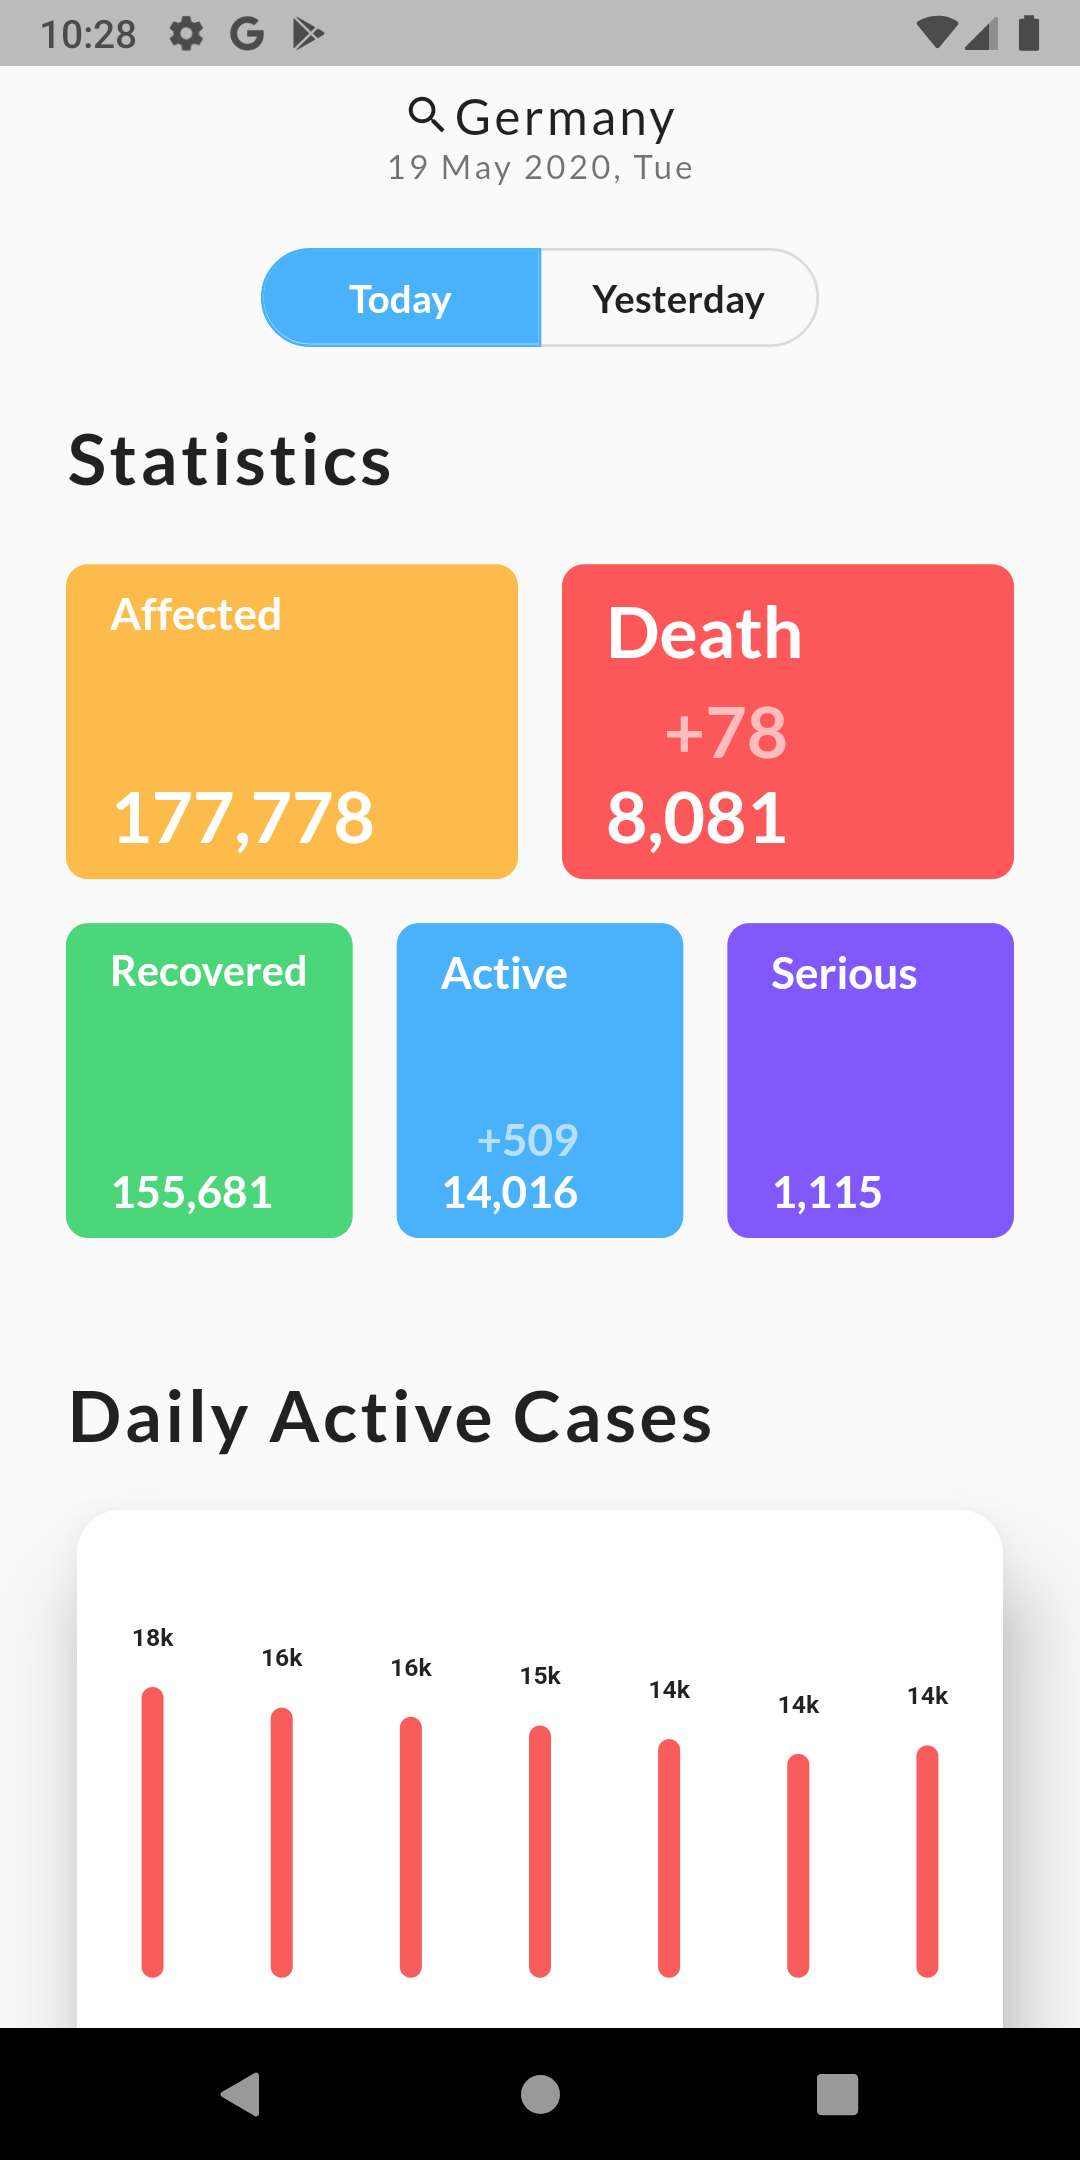 10:28
Germany
19 May 2020, Tue
Today Yesterday
Statistics
Affected
177,778
Death
+78
8,081
Recovered
155,681
Active
+509
14,016
Serious
1,115
Daily Active Cases
18k 16k 16k 15k 14k 14k 14k